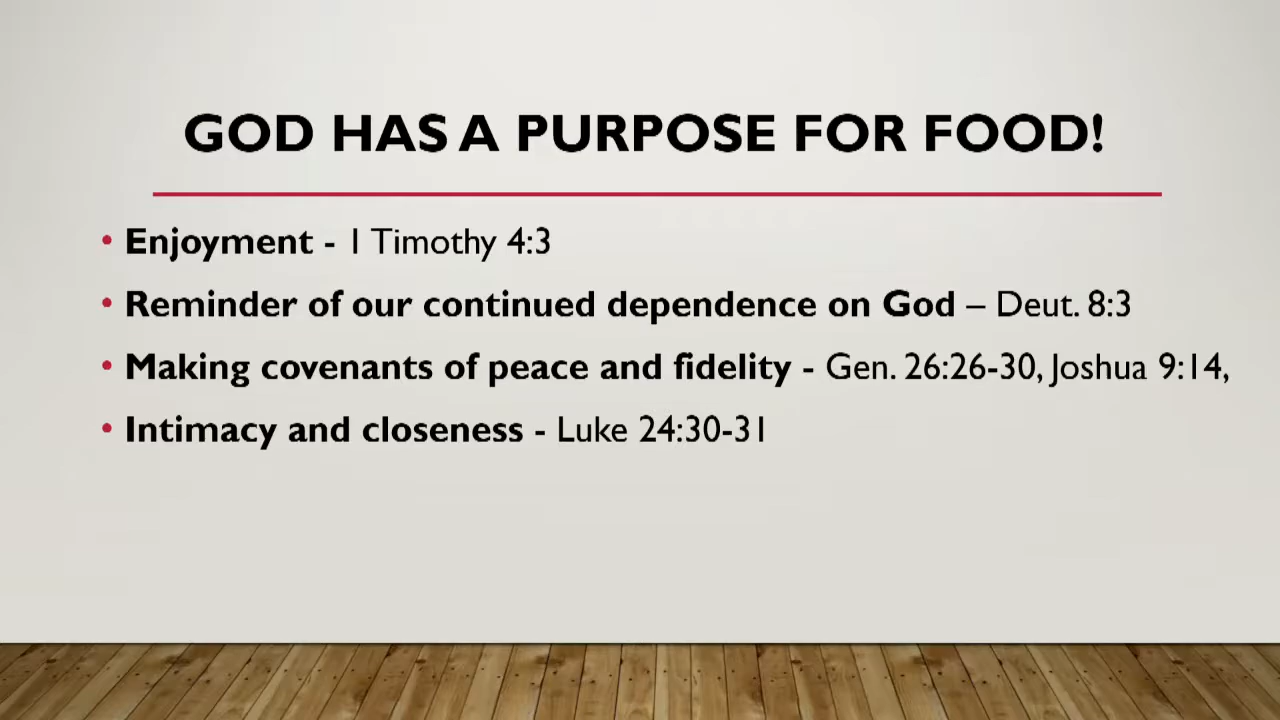 GOD HAS A PURPOSE FOR FOOD!
• Enjoyment - 1 Timothy 4:3
• Reminder of our continued dependence on God – Deut. 8:3
• Making covenants of peace and fidelity - Gen. 26:26-30, Joshua 9:14,
• Intimacy and closeness - Luke 24:30-31